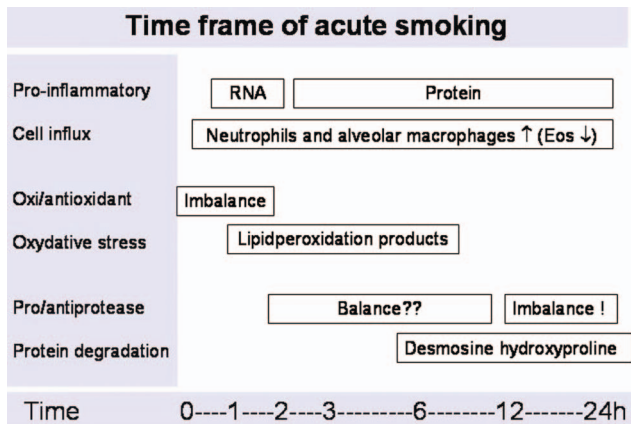 Time frame of acute smoking
Pro-inflammatory RNA Protein
Cell influx Neutrophils and alveolar macrophages ↑ (Eos ↓)
Oxi/antioxidant Imbalance
Oxydative stress Lipidperoxidation products
Pro/antiprotease Balance?? Imbalance !
Protein degradation Desmosine hydroxyproline
Time 0----1----2----3---------6--------12-------24h